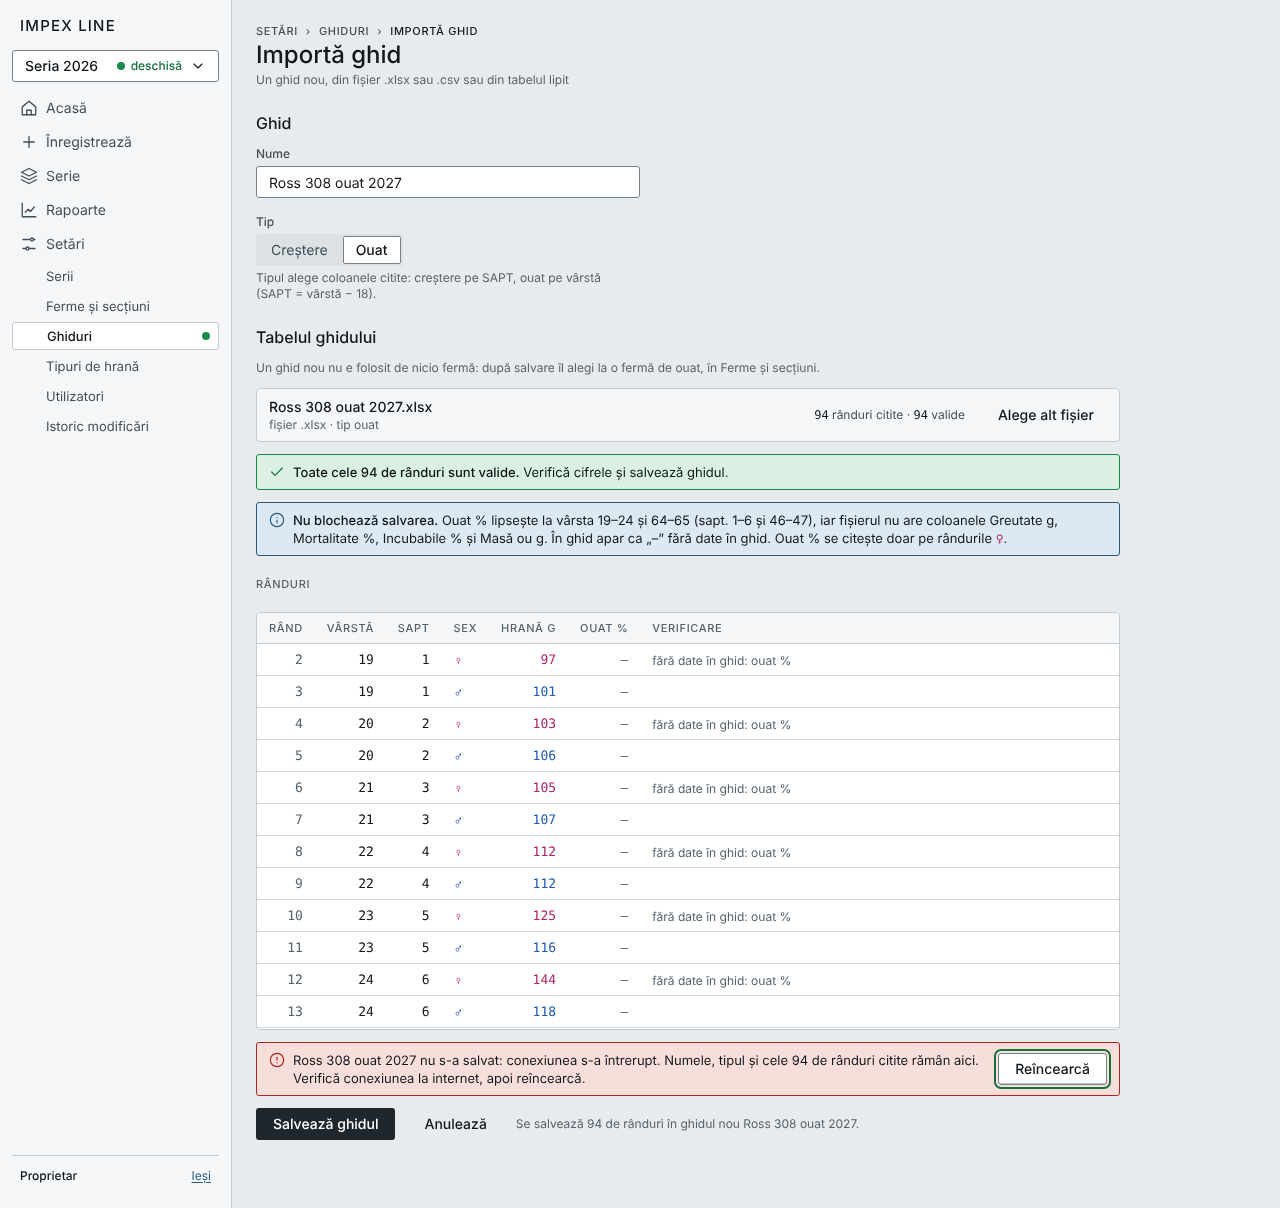 IMPEX LINE
Seria 2026 deschisă
Acasă
Înregistrează
Serie
Rapoarte
Setări
Serii
Ferme și secțiuni
Ghiduri
Tipuri de hrană
Utilizatori
Istoric modificări
Proprietar Ieși
SETĂRI › GHIDURI › IMPORTĂ GHID
Importă ghid
Un ghid nou, din fișier .xlsx sau .csv sau din tabelul lipit
Ghid
Nume
Ross 308 ouat 2027
Tip
Creștere Ouat
Tipul alege coloanele citite: creștere pe SAPT, ouat pe vârstă
(SAPT = vârstă − 18).
Tabelul ghidului
Un ghid nou nu e folosit de nicio fermă: după salvare îl alegi la o fermă de ouat, în Ferme și secțiuni.
Ross 308 ouat 2027.xlsx
fișier .xlsx · tip ouat
94 rânduri citite · 94 valide
Alege alt fișier
Toate cele 94 de rânduri sunt valide. Verifică cifrele și salvează ghidul.
Nu blochează salvarea. Ouat % lipsește la vârsta 19–24 și 64–65 (sapt. 1–6 și 46–47), iar fișierul nu are coloanele Greutate g,
Mortalitate %, Incubabile % și Masă ou g. În ghid apar ca „–” fără date în ghid. Ouat % se citește doar pe rândurile ♀.
RÂNDURI
RÂND VÂRSTĂ SAPT SEX HRANĂ G OUAT % VERIFICARE
2 19 1 ♀ 97 – fără date în ghid: ouat %
3 19 1 ♂ 101 –
4 20 2 ♀ 103 – fără date în ghid: ouat %
5 20 2 ♂ 106 –
6 21 3 ♀ 105 – fără date în ghid: ouat %
7 21 3 ♂ 107 –
8 22 4 ♀ 112 – fără date în ghid: ouat %
9 22 4 ♂ 112 –
10 23 5 ♀ 125 – fără date în ghid: ouat %
11 23 5 ♂ 116 –
12 24 6 ♀ 144 – fără date în ghid: ouat %
13 24 6 ♂ 118 –
Ross 308 ouat 2027 nu s-a salvat: conexiunea s-a întrerupt. Numele, tipul și cele 94 de rânduri citite rămân aici.
Verifică conexiunea la internet, apoi reîncearcă.
Reîncearcă
Salvează ghidul Anulează Se salvează 94 de rânduri în ghidul nou Ross 308 ouat 2027.